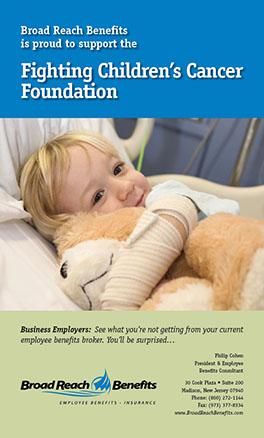 Broad Reach Benefits
is proud to support the
Fighting Children's Cancer
Foundation
Business Employers: See what you're not getting from your current
employee benefits broker. You'll be surprised…
Phillip Cohen
President & Employee
Benefits Consultant
30 Cook Plaza • Suite 200
Madison, New Jersey 07940
Phone: (800) 272-1144
Fax: (973) 377-8334
www.BroadReachBenefits.com
Broad Reach Benefits
EMPLOYEE BENEFITS • INSURANCE